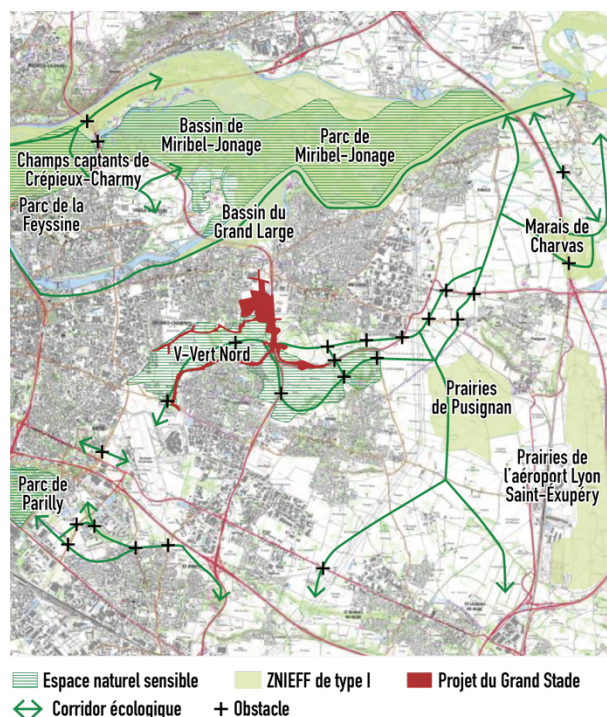 Bassin de
Miribel-Jonage
Parc de
Miribel-Jonage
Champs captants de
Crépieux-Charmy
Parc de la
Feyssine
Bassin du
Grand Large
Marais de
Charvas
V-Vert Nord
Prairies
de Pusignan
Prairies de
l'aéroport Lyon
Saint-Éxupéry
Parc de
Parilly
Espace naturel sensible
ZNIEFF de type I
Projet du Grand Stade
Corridor écologique
Obstacle